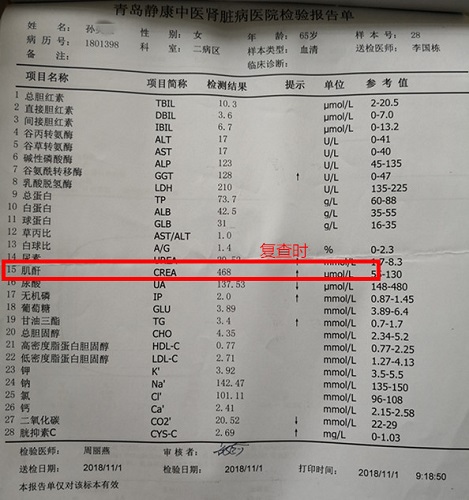 青岛静康中医肾脏病医院检验报告单
姓 名: 孙 性 别: 女 年 龄: 65岁 样 本 号: 28
病 历 号: 1801398 科 室: 二病区 样本类型: 血清 送检医师: 李国栋
备 注: 临床诊断:
项目名称 项目简称 检测结果 提示 单位 参 考 值
1 总胆红素 TBIL 10.3 μmol/L 2-20.5
2 直接胆红素 DBIL 3.6 μmol/L 0-7.0
3 间接胆红素 IBIL 6.7 μmol/L 0-13.2
4 谷丙转氨酶 ALT 17 U/L 0-41
5 谷草转氨酶 AST 17 U/L 0-40
6 碱性磷酸酶 ALP 123 U/L 45-135
7 谷氨酰转移酶 GGT 128 ↑ U/L 0-47
8 乳酸脱氢酶 LDH 210 U/L 135-225
9 总蛋白 TP 73.7 g/L 60-88
10 白蛋白 ALB 42.5 g/L 35-55
11 球蛋白 GLB 31 g/L 16-35
12 草丙比 AST/ALT 1.0
13 白球比 A/G 1.4 % 0-2.3
复查时
14 尿素 UREA mmol/L 1.7-8.3
15 肌酐 CREA 468 ↑ μmol/L -130
16 尿酸 UA 137.53 ↓ μmol/L 148-480
17 无机磷 IP 2.0 ↑ mmol/L 0.87-1.45
18 葡萄糖 GLU 3.89 mmol/L 3.89-6.4
19 甘油三酯 TG 3.4 ↑ mmol/L 0.7-1.7
20 总胆固醇 CHO 4.35 mmol/L 2.34-5.2
21 高密度脂蛋白胆固醇 HDL-C 0.77 mmol/L 0.77-2.25
22 低密度脂蛋白胆固醇 LDL-C 2.71 mmol/L 1.27-4.13
23 钾 K' 3.92 mmol/L 3.5-5.5
24 钠 Na' 142.47 mmol/L 135-150
25 氯 Cl' 101.11 mmol/L 96-108
26 钙 Ca' 2.41 mmol/L 2.15-2.58
27 二氧化碳 CO2' 20.52 ↓ mmol/L 22-29
28 胱抑素C CYS-C 2.69 ↑ mg/L 0-1.03
检验医师: 周丽燕 审核医师:
送检日期: 2018/11/1 检验日期: 2018/11/1 打印时间: 2018/11/1 9:18:50
本报告单仅对该标本有效